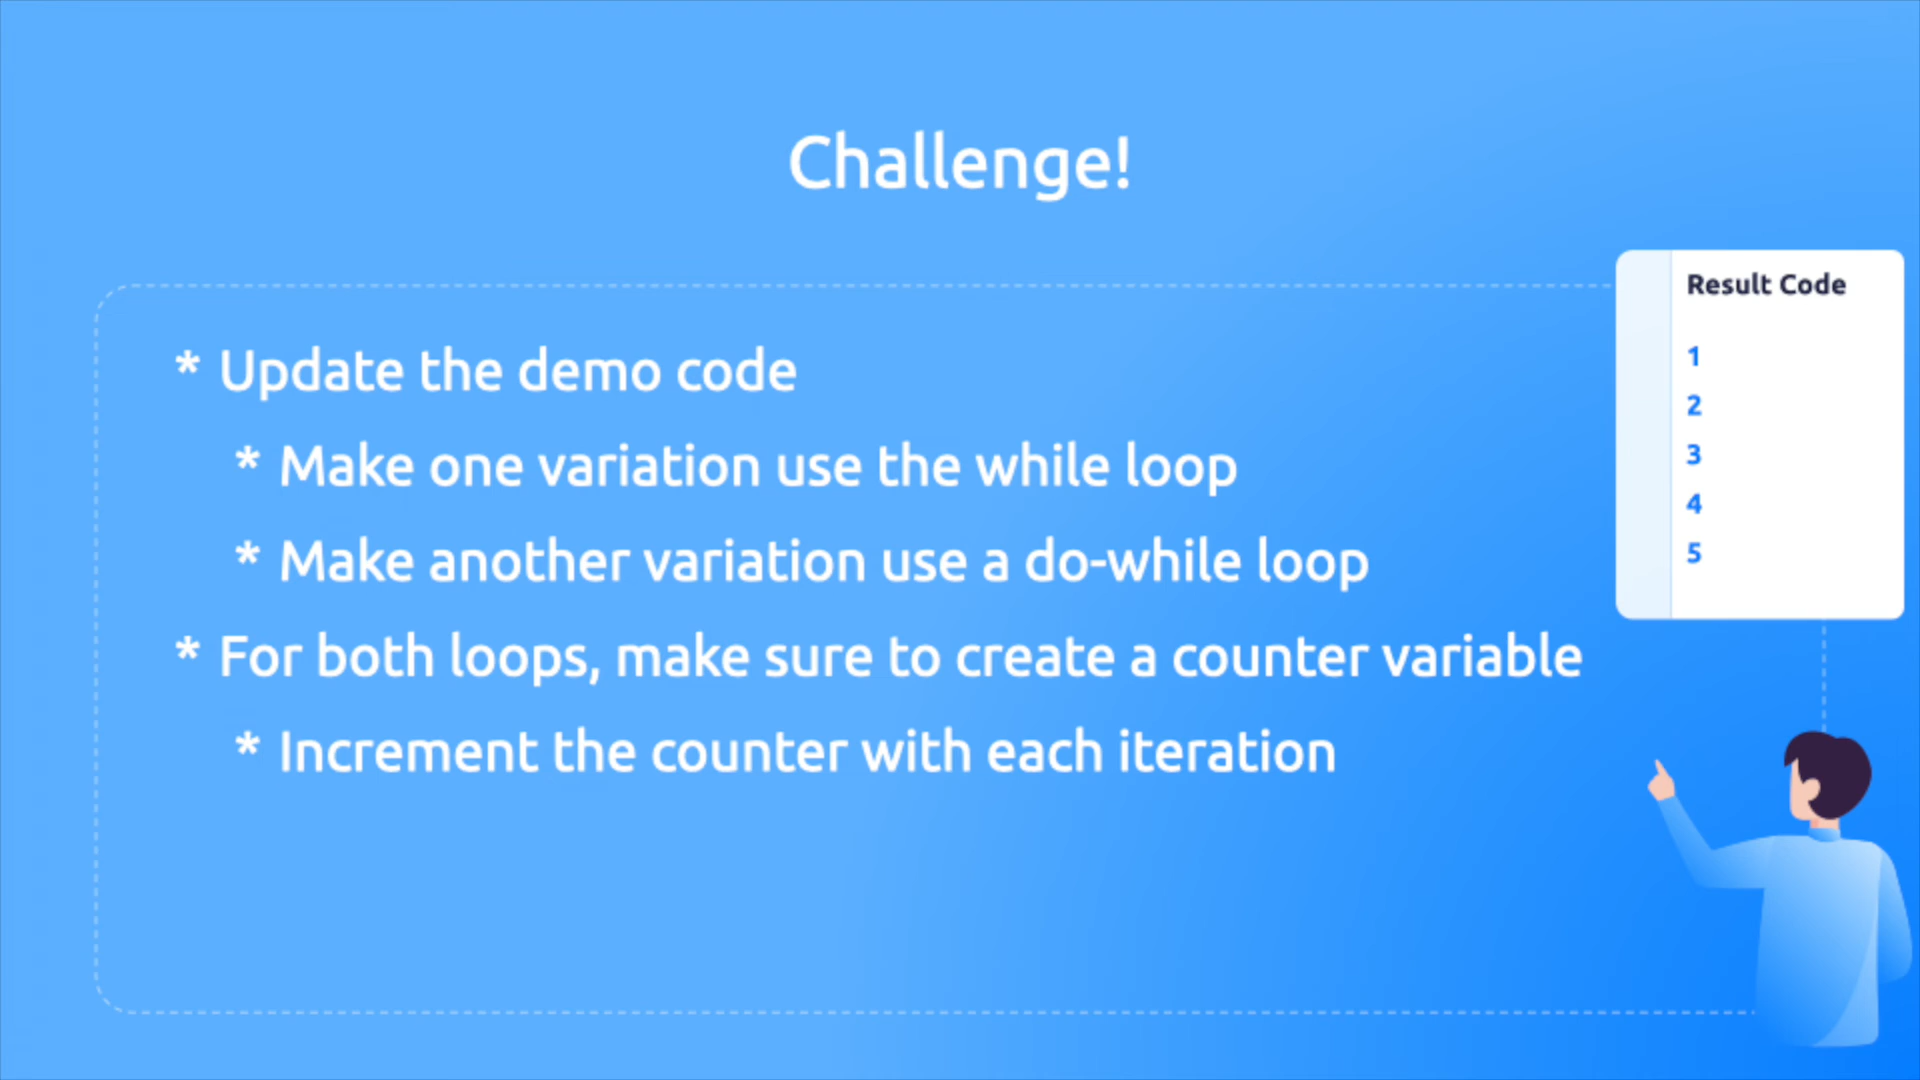 Challenge!
* Update the demo code
* Make one variation use the while loop
* Make another variation use a do-while loop
* For both loops, make sure to create a counter variable
* Increment the counter with each iteration
Result Code
1
2
3
4
5